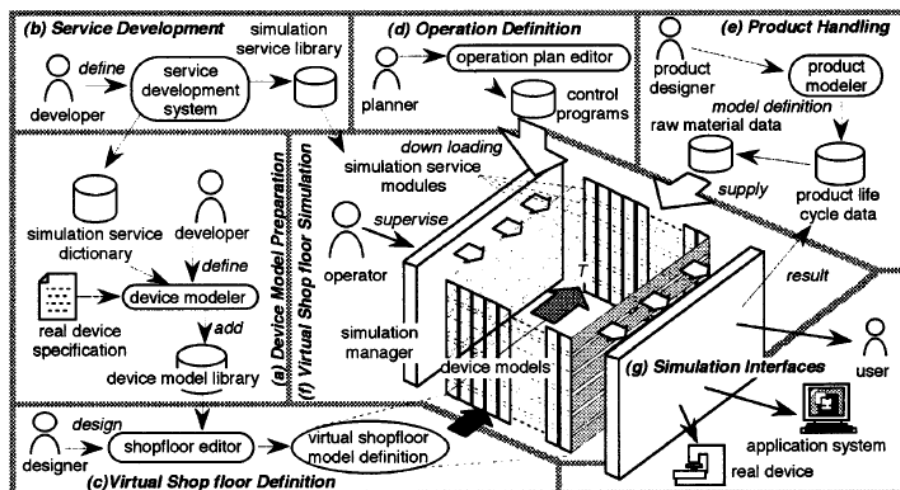 (b) Service Development
simulation
service library
define
service
development
system
developer
(d) Operation Definition
operation plan editor
planner
control
programs
(e) Product Handling
product
designer
product
modeler
model definition
raw material data
product life
cycle data
supply
result
down loading
simulation service
modules
supervise
operator
simulation
manager
device models
T
(f) Virtual Shop floor Simulation
(a) Device Model Preparation
simulation service
dictionary
developer
define
real device
specification
device modeler
add
device model library
design
designer
shopfloor editor
virtual shopfloor
model definition
(c)Virtual Shop floor Definition
(g) Simulation Interfaces
user
application system
real device